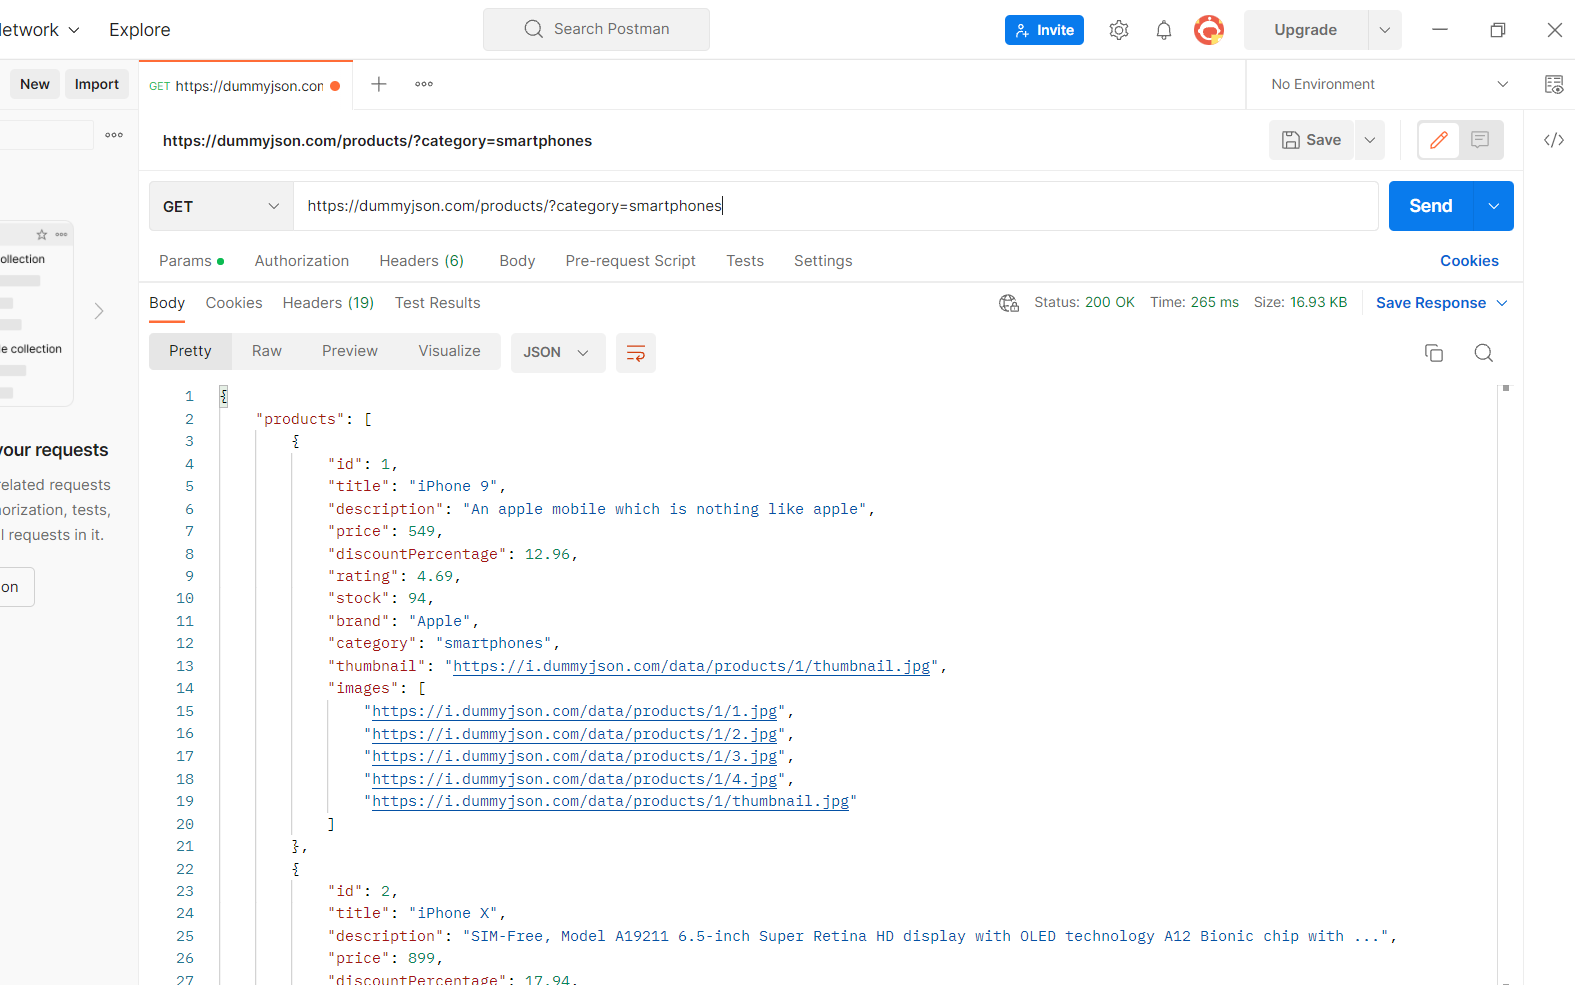 Network Explore Search Postman Invite Upgrade
New Import GET https://dummyjson.con No Environment
https://dummyjson.com/products/?category=smartphones Save
GET https://dummyjson.com/products/?category=smartphones Send
Params Authorization Headers (6) Body Pre-request Script Tests Settings Cookies
Body Cookies Headers (19) Test Results Status: 200 OK Time: 265 ms Size: 16.93 KB Save Response
Pretty Raw Preview Visualize JSON
ollection
e collection
your requests
related requests
orization, tests,
l requests in it.
on
1 {
2 "products": [
3 {
4 "id": 1,
5 "title": "iPhone 9",
6 "description": "An apple mobile which is nothing like apple",
7 "price": 549,
8 "discountPercentage": 12.96,
9 "rating": 4.69,
10 "stock": 94,
11 "brand": "Apple",
12 "category": "smartphones",
13 "thumbnail": "https://i.dummyjson.com/data/products/1/thumbnail.jpg",
14 "images": [
15 "https://i.dummyjson.com/data/products/1/1.jpg",
16 "https://i.dummyjson.com/data/products/1/2.jpg",
17 "https://i.dummyjson.com/data/products/1/3.jpg",
18 "https://i.dummyjson.com/data/products/1/4.jpg",
19 "https://i.dummyjson.com/data/products/1/thumbnail.jpg"
20 ]
21 },
22 {
23 "id": 2,
24 "title": "iPhone X",
25 "description": "SIM-Free, Model A19211 6.5-inch Super Retina HD display with OLED technology A12 Bionic chip with ...",
26 "price": 899,
27 "discountPercentage": 17.94,